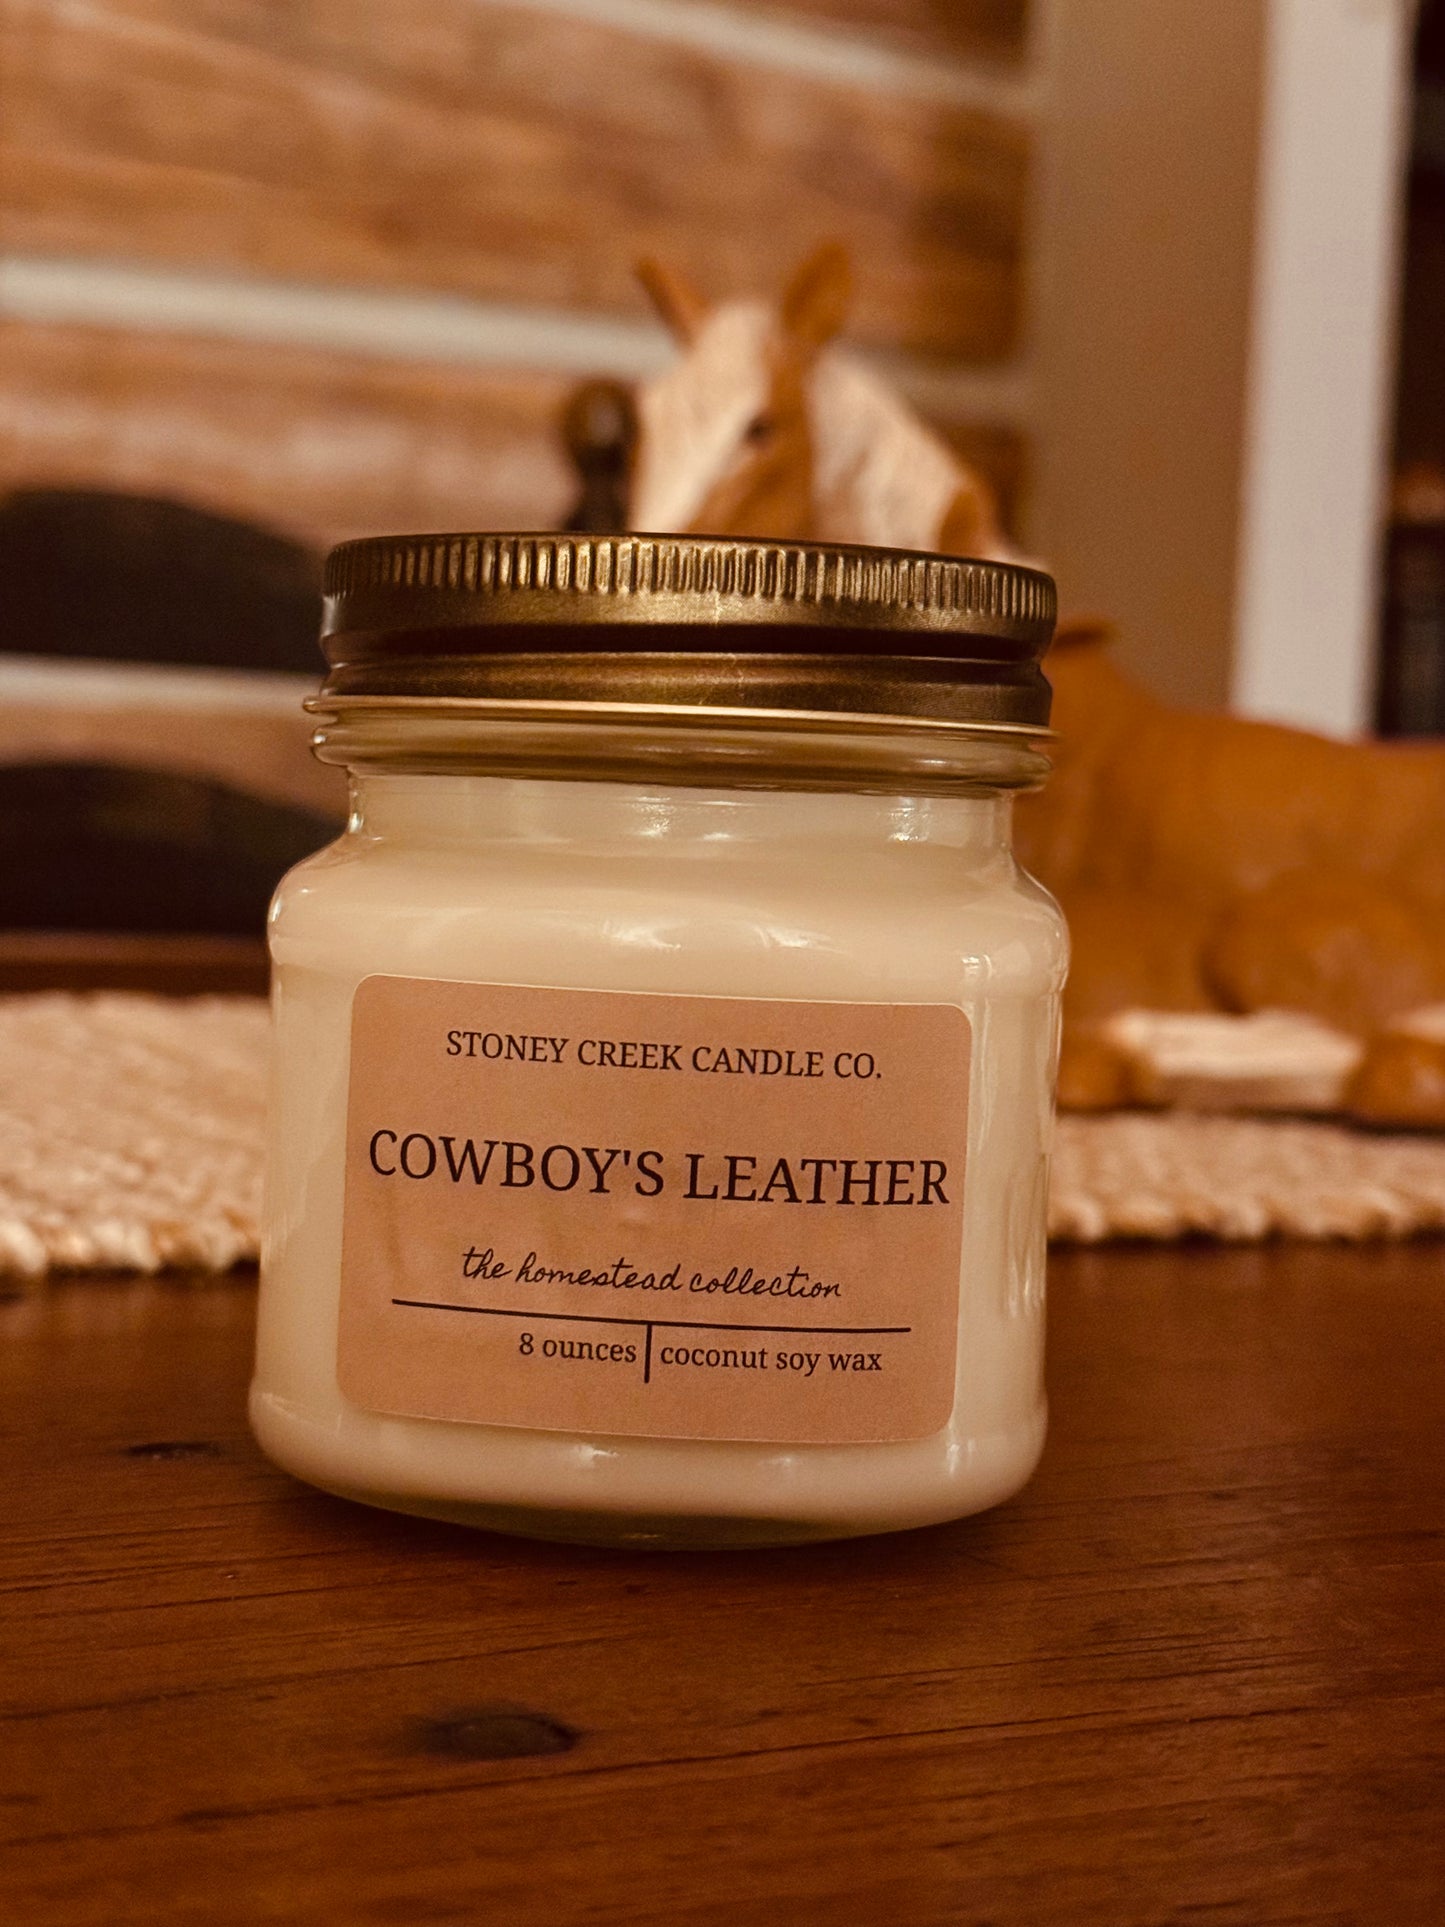 STONEY CREEK CANDLE CO.
COWBOY'S LEATHER
the homestead collection
8 ounces | coconut soy wax